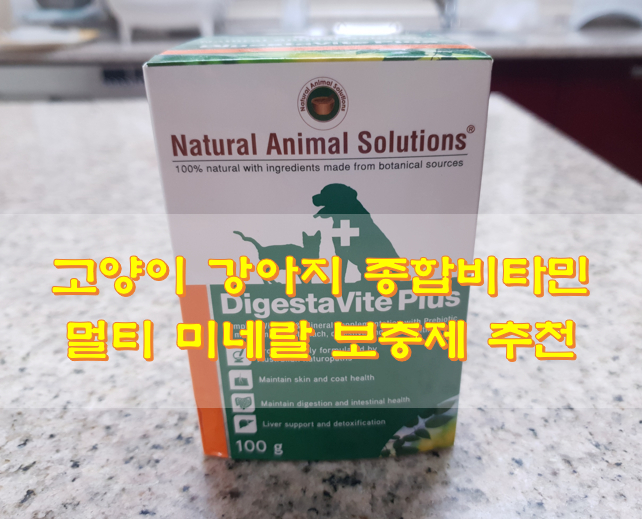 Natural Animal Solutions
Natural Animal Solutions®
100% natural with ingredients made from botanical sources
고양이 강아지 종합비타민
DigestaVite Plus
멀티 미네랄 보충제 추천
Maintain skin and coat health
Maintain digestion and intestinal health
Liver support and detoxification
100 g